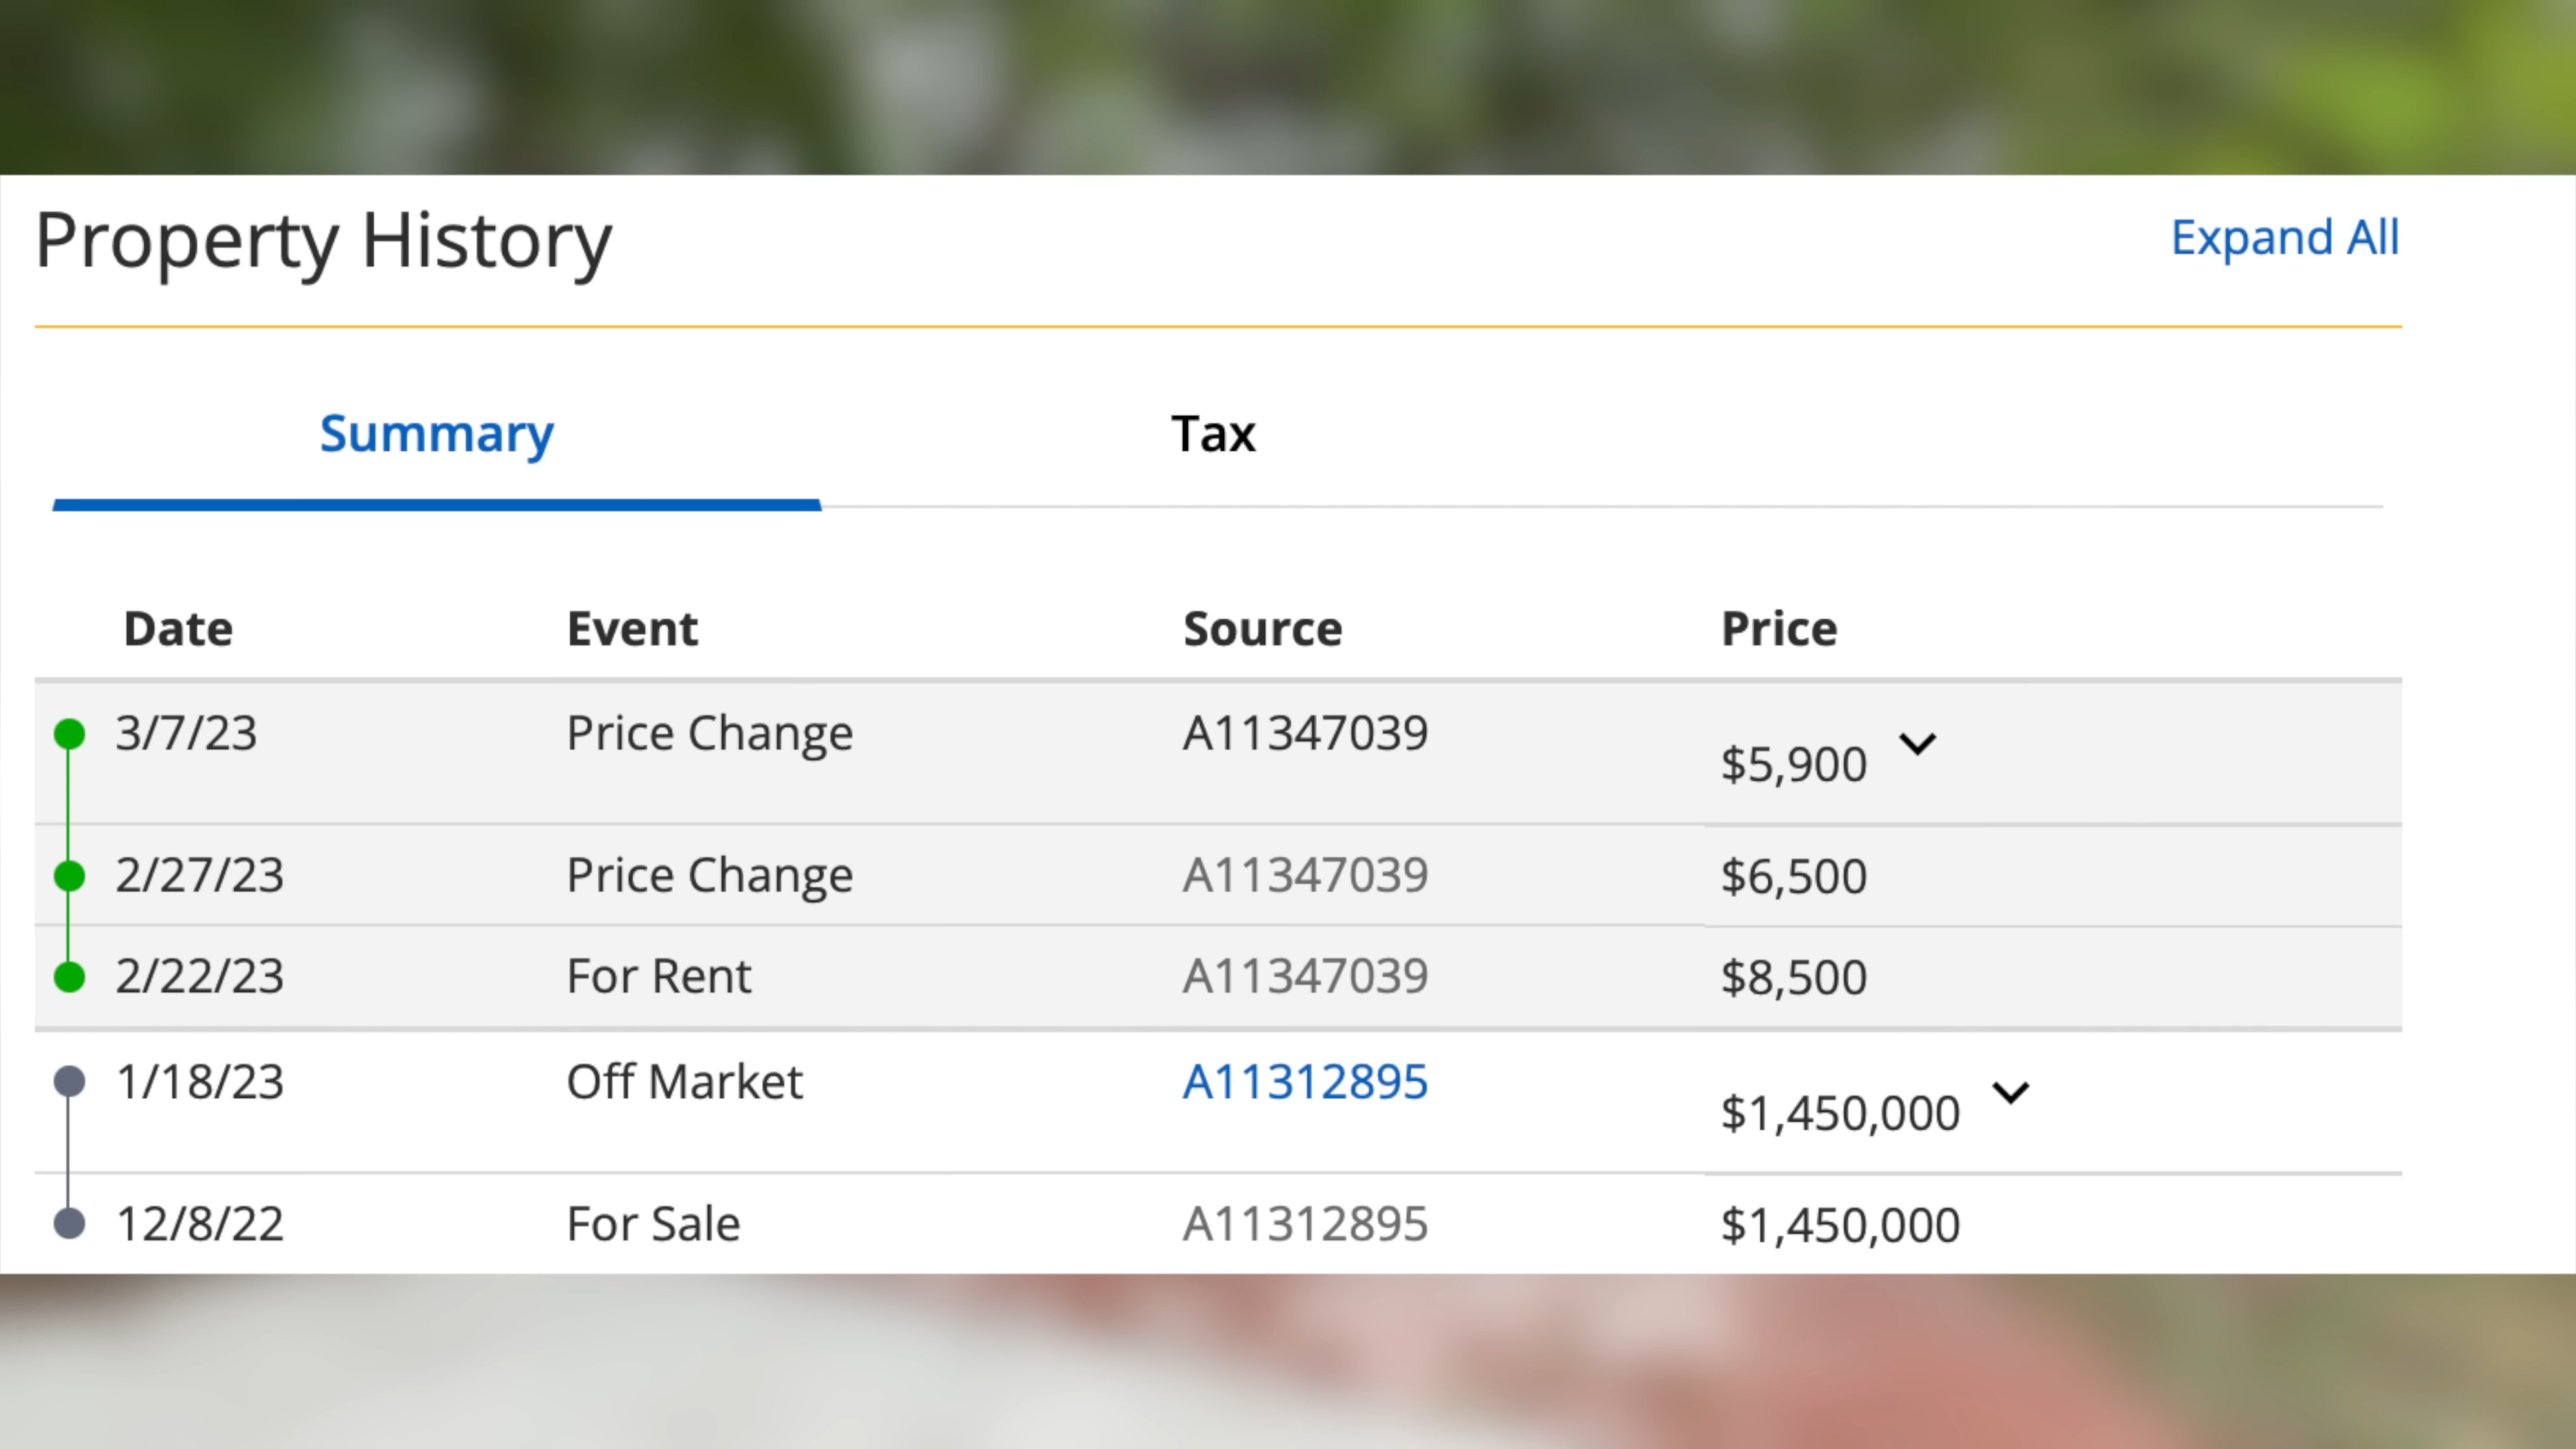 Property History Expand All
Summary Tax
Date Event Source Price
3/7/23 Price Change A11347039 $5,900
2/27/23 Price Change A11347039 $6,500
2/22/23 For Rent A11347039 $8,500
1/18/23 Off Market A11312895 $1,450,000
12/8/22 For Sale A11312895 $1,450,000